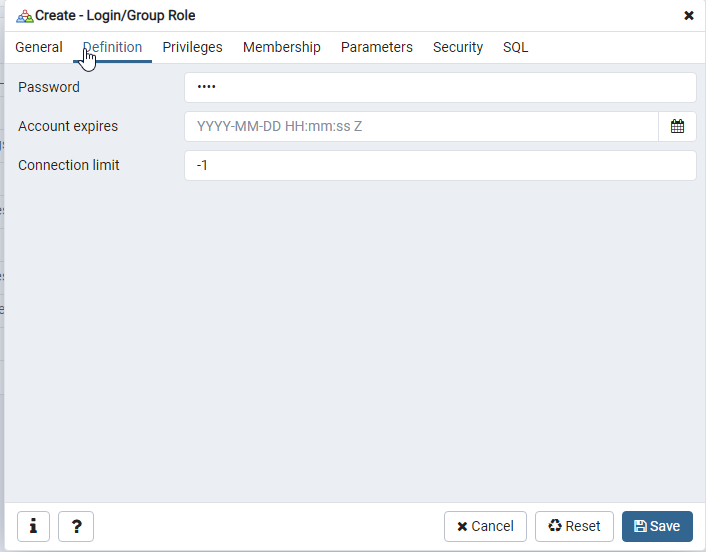 Create - Login/Group Role
General Definition Privileges Membership Parameters Security SQL
Password ••••
Account expires YYYY-MM-DD HH:mm:ss Z
Connection limit -1
i ? Cancel Reset Save